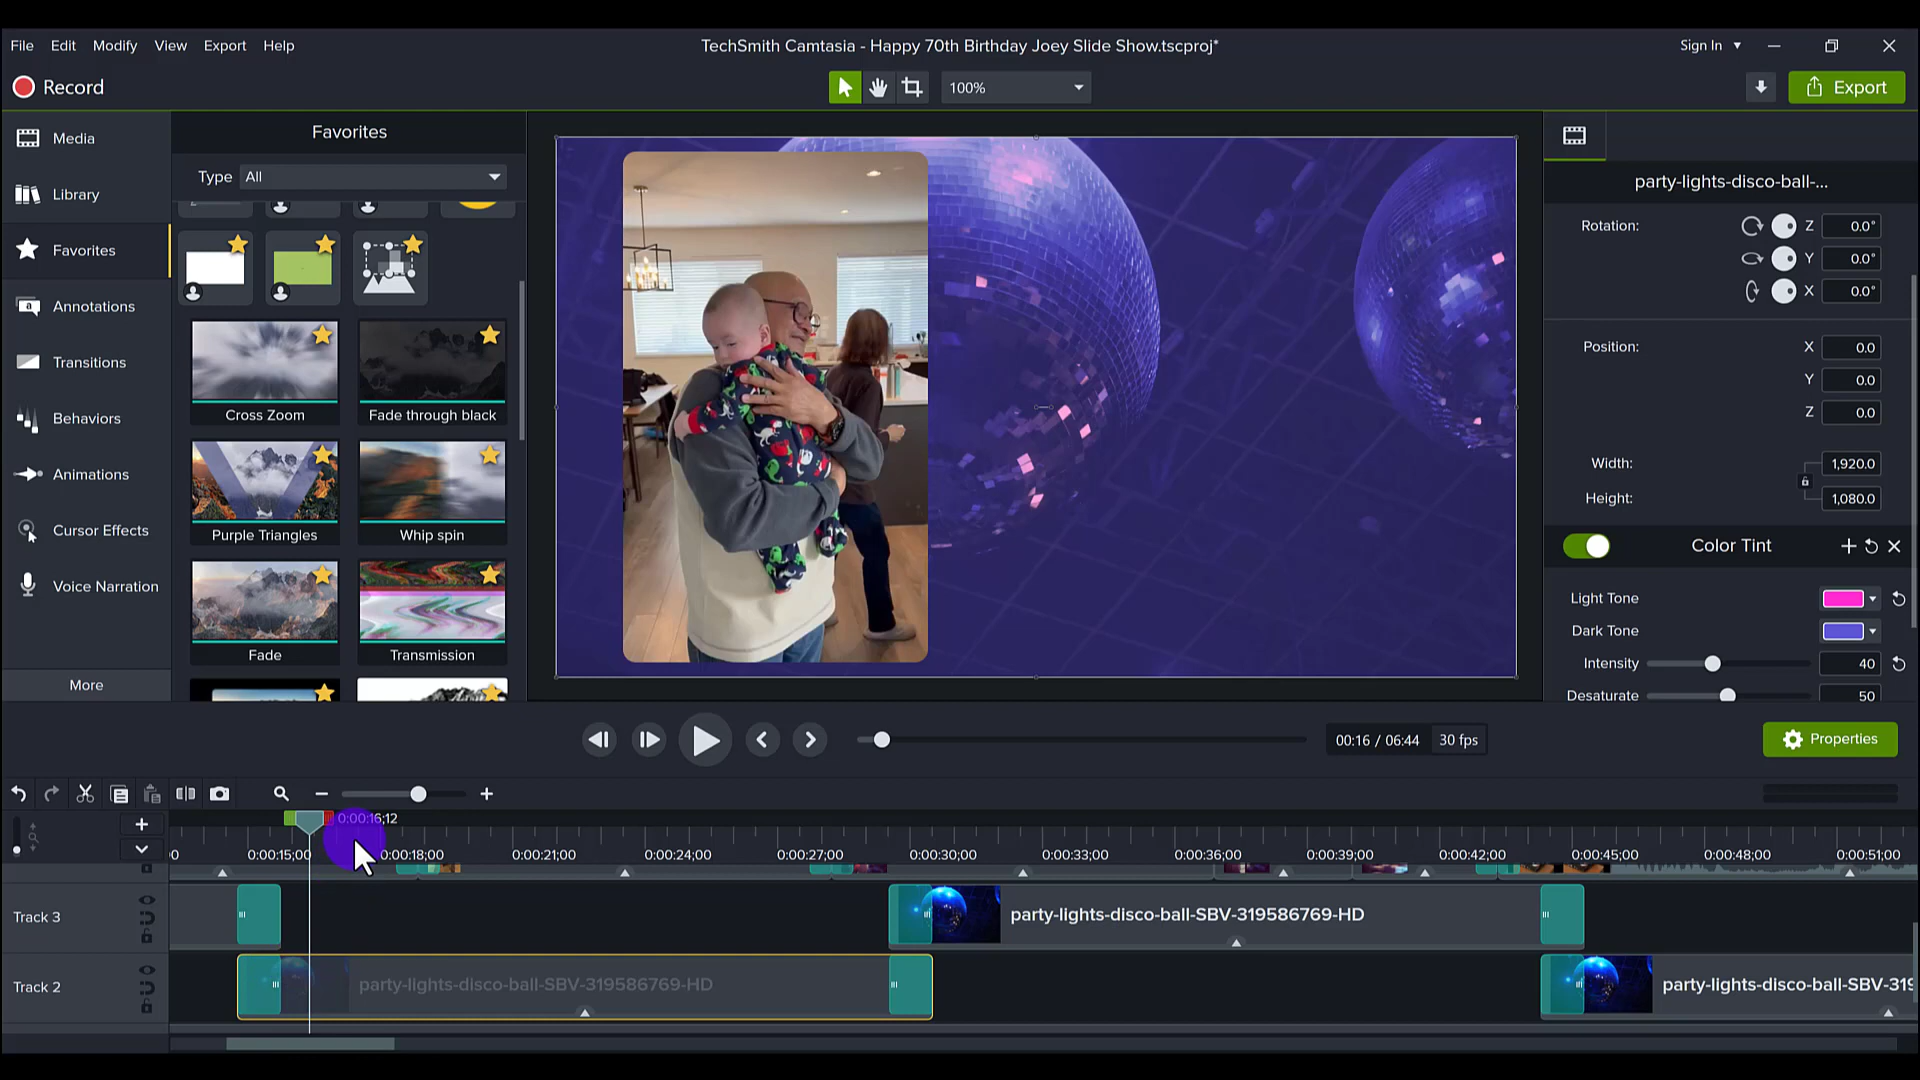 File Edit Modify View Export Help
TechSmith Camtasia - Happy 70th Birthday Joey Slide Show.tscproj*
Sign In
Record
100%
Export
Media
Library
Favorites
Annotations
Transitions
Behaviors
Animations
Cursor Effects
Voice Narration
More
Favorites
Type All
Cross Zoom
Fade through black
Purple Triangles
Whip spin
Fade
Transmission
party-lights-disco-ball-...
Rotation: Z 0.0°
Y 0.0°
X 0.0°
Position: X 0.0
Y 0.0
Z 0.0
Width: 1,920.0
Height: 1,080.0
Color Tint
Light Tone
Dark Tone
Intensity 40
Desaturate 50
00:16 / 06:44 30 fps
Properties
0:00:16;12
0 0:00:15;00 0:00:18;00 0:00:21;00 0:00:24;00 0:00:27;00 0:00:30;00 0:00:33;00 0:00:36;00 0:00:39;00 0:00:42;00 0:00:45;00 0:00:48;00 0:00:51;00
Track 3
party-lights-disco-ball-SBV-319586769-HD
Track 2
party-lights-disco-ball-SBV-319586769-HD
party-lights-disco-ball-SBV-319